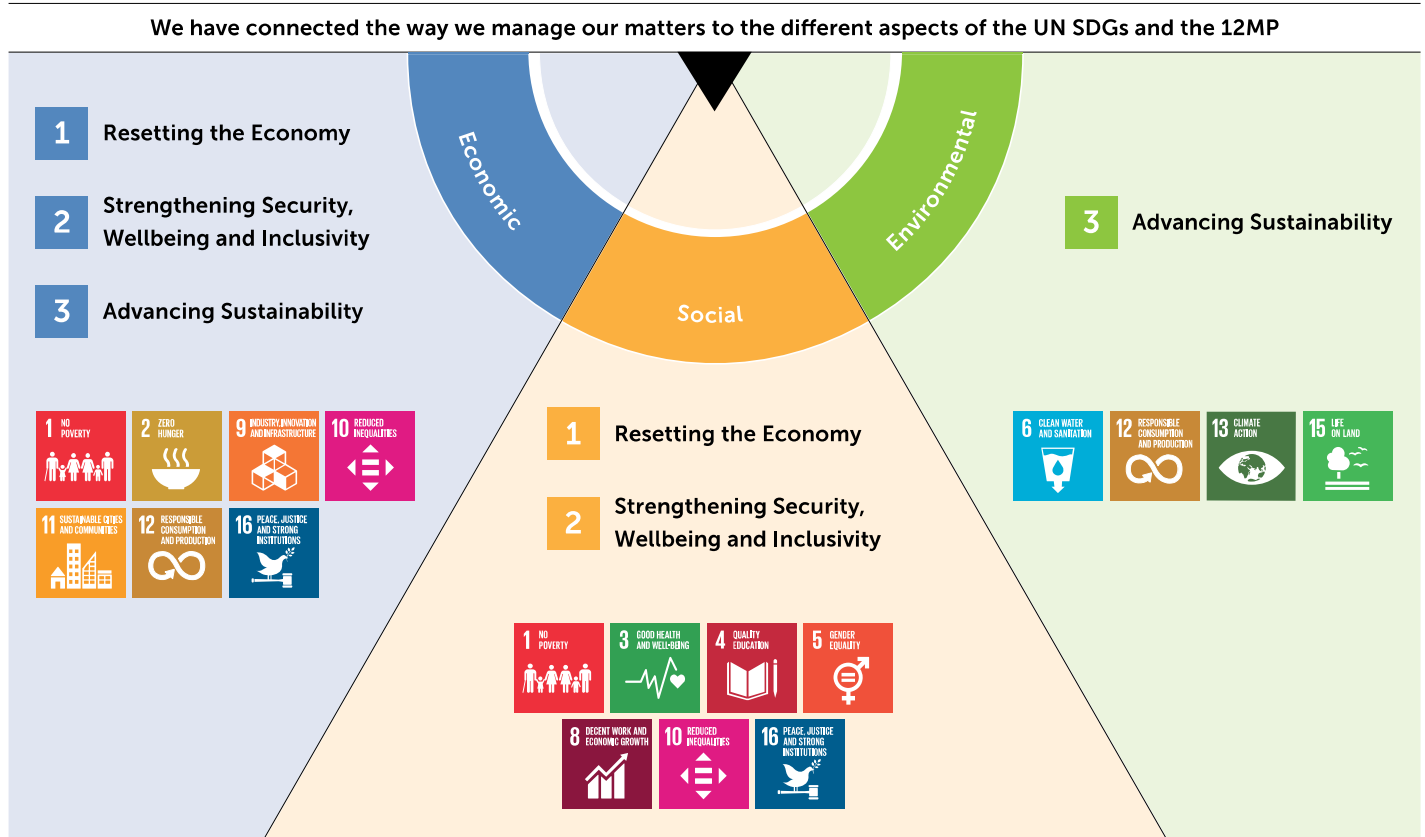 We have connected the way we manage our matters to the different aspects of the UN SDGs and the 12MP
Economic
Social
Environmental
1 Resetting the Economy
2 Strengthening Security,
Wellbeing and Inclusivity
3 Advancing Sustainability
1 NO
POVERTY
2 ZERO
HUNGER
9 INDUSTRY, INNOVATION
AND INFRASTRUCTURE
10 REDUCED
INEQUALITIES
11 SUSTAINABLE CITIES
AND COMMUNITIES
12 RESPONSIBLE
CONSUMPTION
AND PRODUCTION
16 PEACE, JUSTICE
AND STRONG
INSTITUTIONS
1 Resetting the Economy
2 Strengthening Security,
Wellbeing and Inclusivity
1 NO
POVERTY
3 GOOD HEALTH
AND WELL-BEING
4 QUALITY
EDUCATION
5 GENDER
EQUALITY
8 DECENT WORK AND
ECONOMIC GROWTH
10 REDUCED
INEQUALITIES
16 PEACE, JUSTICE
AND STRONG
INSTITUTIONS
3 Advancing Sustainability
6 CLEAN WATER
AND SANITATION
12 RESPONSIBLE
CONSUMPTION
AND PRODUCTION
13 CLIMATE
ACTION
15 LIFE
ON LAND